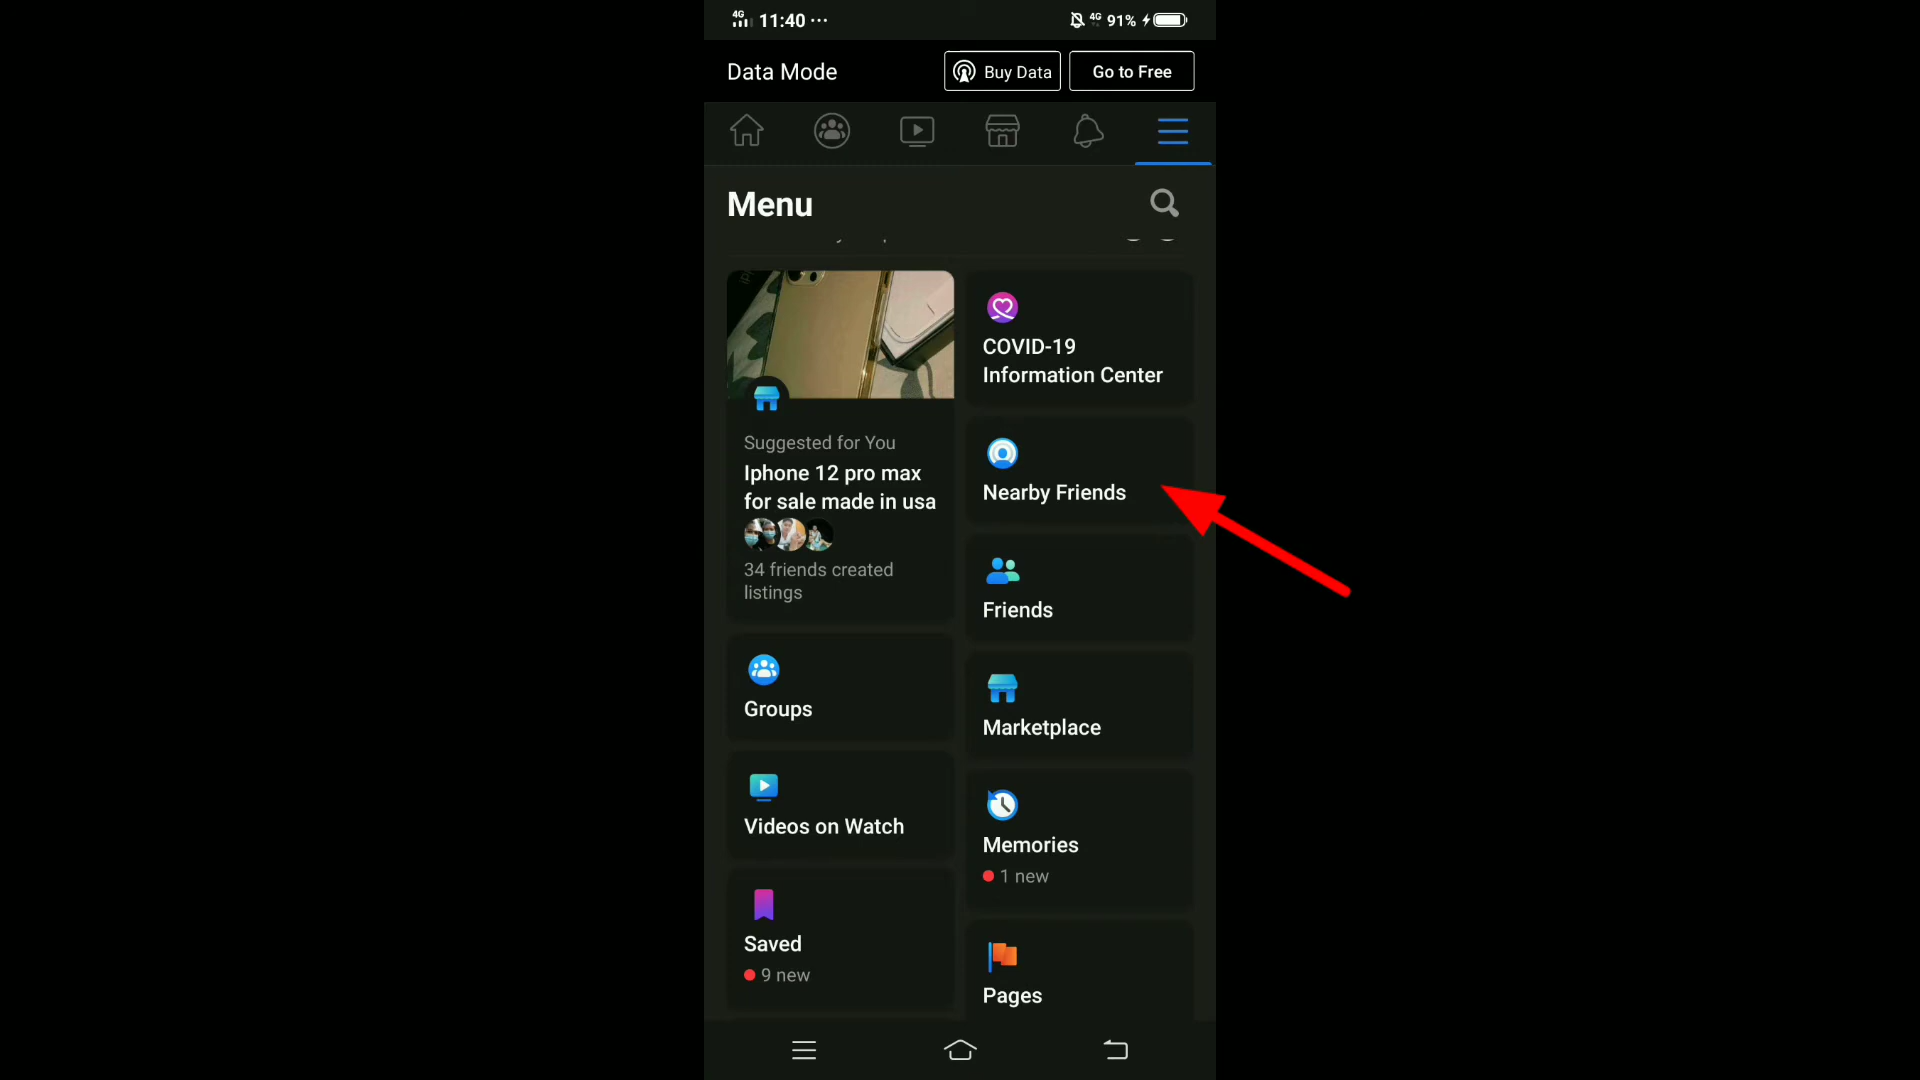 4G 11:40 ...
4G 91%
Data Mode
Buy Data
Go to Free
Menu
Suggested for You
Iphone 12 pro max
for sale made in usa
34 friends created
listings
Groups
Videos on Watch
Saved
9 new
COVID-19
Information Center
Nearby Friends
Friends
Marketplace
Memories
1 new
Pages